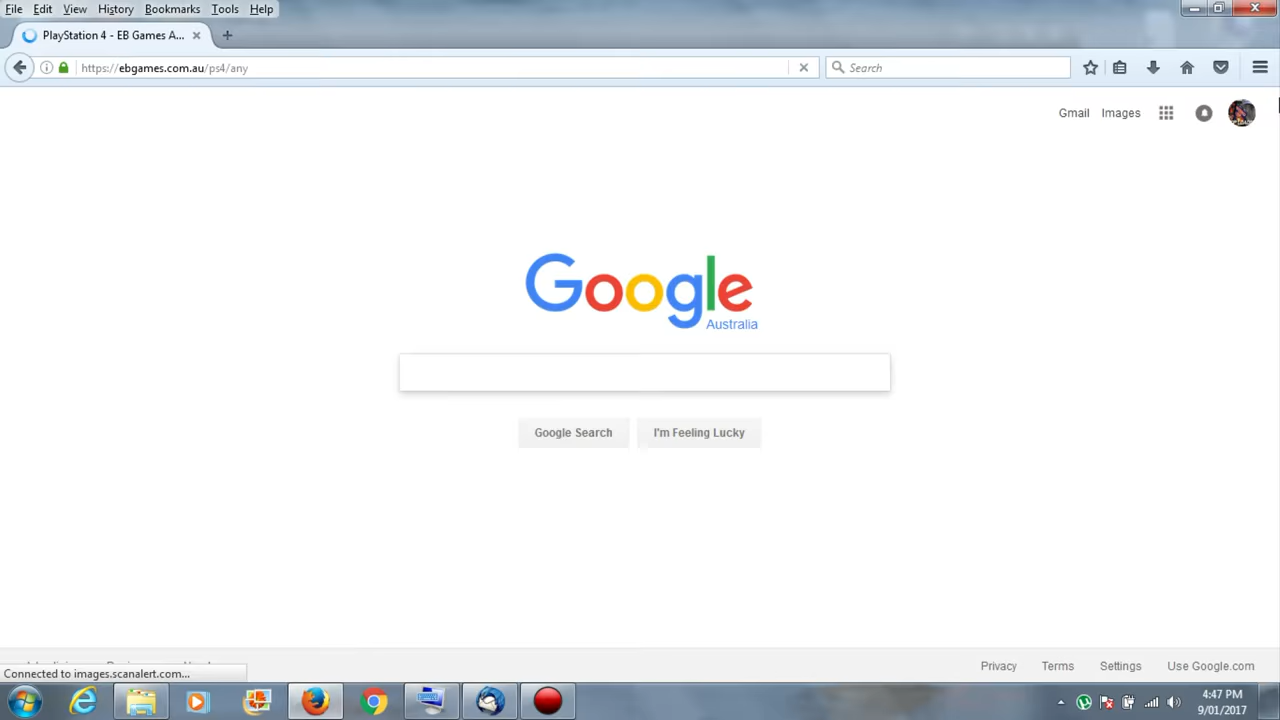 File Edit View History Bookmarks Tools Help
PlayStation 4 - EB Games A...
https://ebgames.com.au/ps4/any
Search
Gmail Images
Google
Australia
Google Search I'm Feeling Lucky
Connected to images.scanalert.com...
Privacy Terms Settings Use Google.com
4:47 PM
9/01/2017